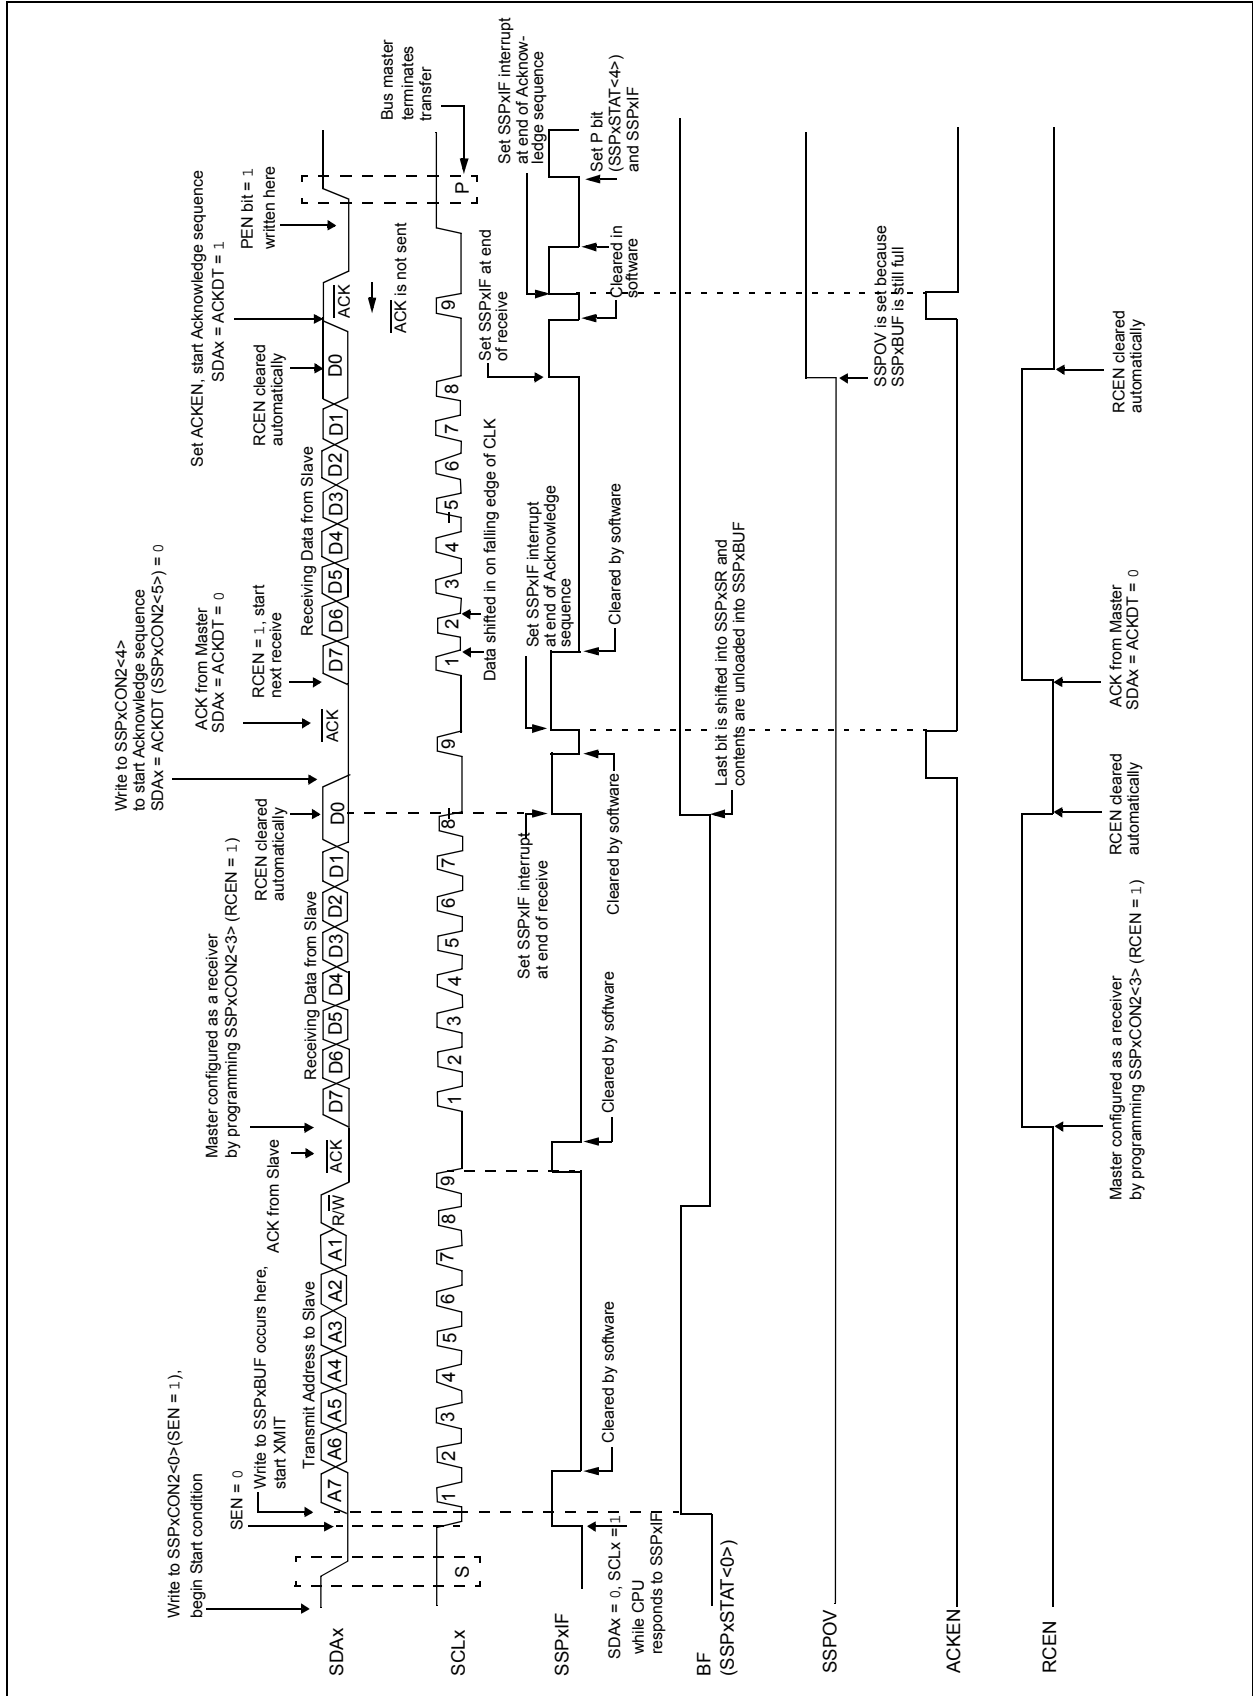 Write to SSPxCON2<0>(SEN = 1),
begin Start condition
SEN = 0
Write to SSPxBUF occurs here,
start XMIT
ACK from Slave
Master configured as a receiver
by programming SSPxCON2<3> (RCEN = 1)
RCEN cleared
automatically
Write to SSPxCON2<4>
to start Acknowledge sequence
SDAx = ACKDT (SSPxCON2<5>) = 0
ACK from Master
SDAx = ACKDT = 0
RCEN = 1, start
next receive
RCEN cleared
automatically
Set ACKEN, start Acknowledge sequence
SDAx = ACKDT = 1
PEN bit = 1
written here
Transmit Address to Slave
Receiving Data from Slave
Receiving Data from Slave
SDAx
A7 A6 A5 A4 A3 A2 A1 R/W ACK D7 D6 D5 D4 D3 D2 D1 D0 ACK D7 D6 D5 D4 D3 D2 D1 D0 ACK
ACK is not sent
Bus master
terminates
transfer
SCLx
S 1 2 3 4 5 6 7 8 9 1 2 3 4 5 6 7 8 9 1 2 3 4 5 6 7 8 9 P
Data shifted in on falling edge of CLK
Set SSPxIF interrupt
at end of receive
Set SSPxIF interrupt
at end of Acknowledge
sequence
Set SSPxIF at end
of receive
Set SSPxIF interrupt
at end of Acknow-
ledge sequence
SSPxIF
SDAx = 0, SCLx = 1
while CPU
responds to SSPxIF
Cleared by software
Cleared by software
Cleared by software
Cleared by software
Cleared in
software
Set P bit
(SSPxSTAT<4>)
and SSPxIF
BF
(SSPxSTAT<0>)
Last bit is shifted into SSPxSR and
contents are unloaded into SSPxBUF
SSPOV
SSPOV is set because
SSPxBUF is still full
ACKEN
RCEN
Master configured as a receiver
by programming SSPxCON2<3> (RCEN = 1)
RCEN cleared
automatically
ACK from Master
SDAx = ACKDT = 0
RCEN cleared
automatically